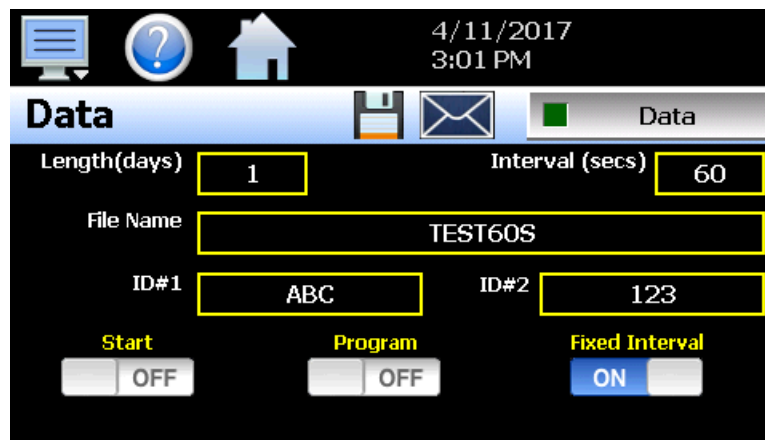 4/11/2017
3:01 PM
Data
Data
Length(days) 1 Interval (secs) 60
File Name TEST60S
ID#1 ABC ID#2 123
Start Program Fixed Interval
OFF OFF ON